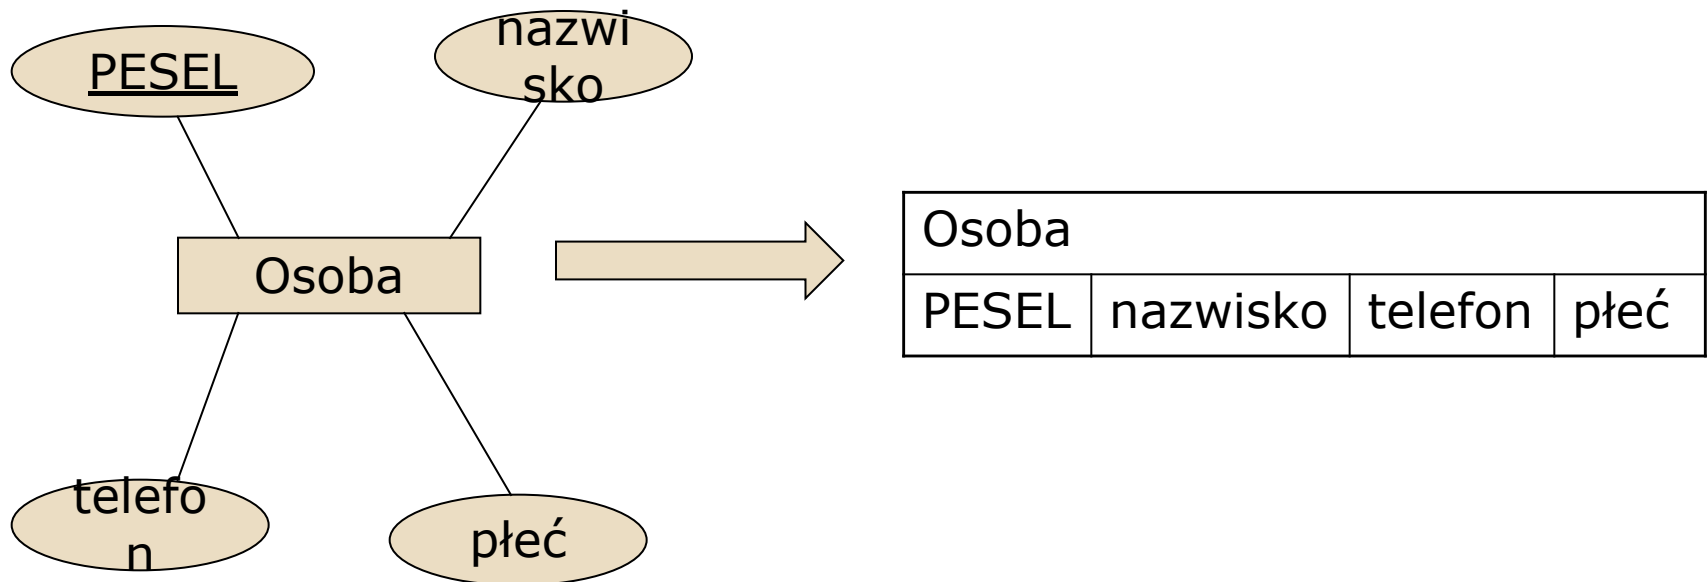 PESEL
nazwi
sko
Osoba
telefo
n
płeć
Osoba
PESEL nazwisko telefon płeć